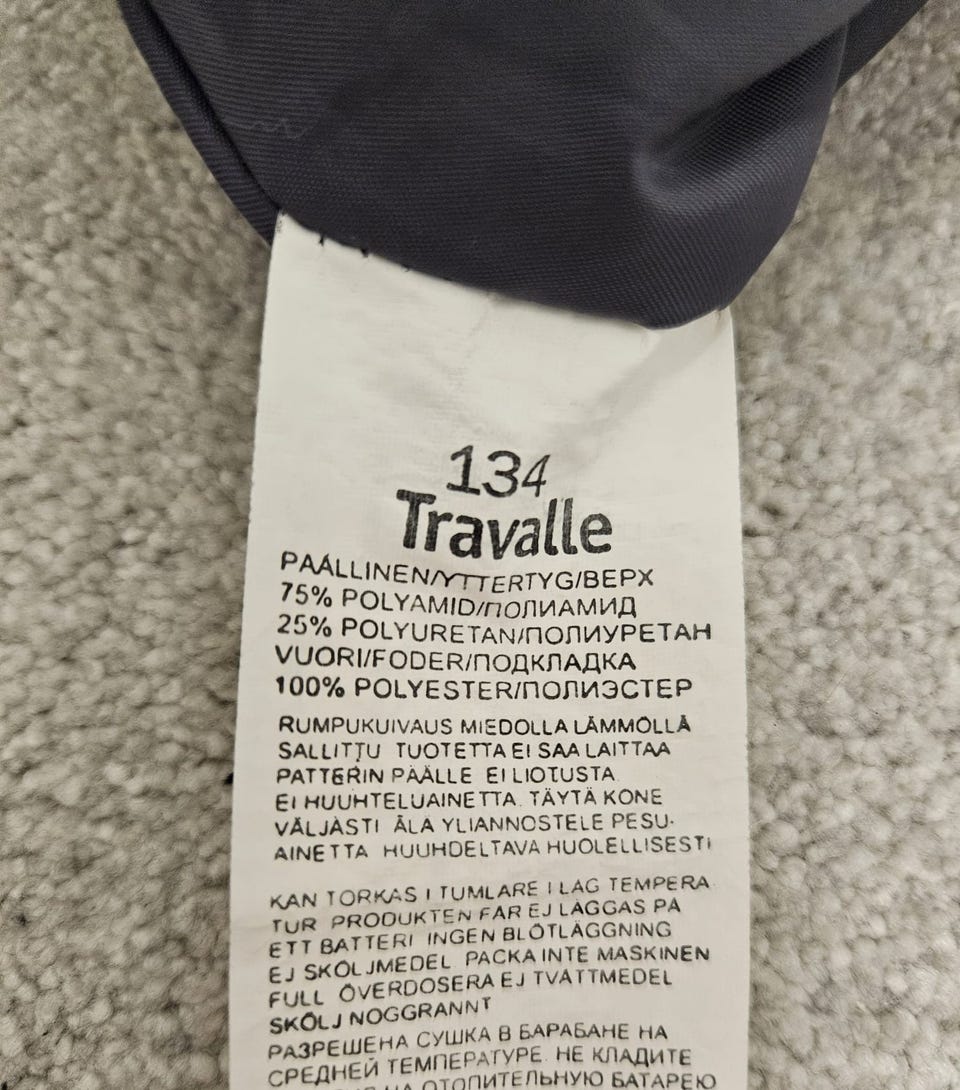 134
Travalle
PÄÄLLINEN/YTTERTYG/ВЕРХ
75% POLYAMID/ПОЛИАМИД
25% POLYURETAN/ПОЛИУРЕТАН
VUORI/FODER/ПОДКЛАДКА
100% POLYESTER/ПОЛИЭСТЕР
RUMPUKUIVAUS MIEDOLLA LÄMMÖLLÄ
SALLITTU TUOTETTA EI SAA LAITTAA
PATTERIN PÄÄLLE EI LIOTUSTA
EI HUUHTELUAINETTA. TÄYTÄ KONE
VÄLJÄSTI ÄLÄ YLIANNOSTELE PESU-
AINETTA HUUHDELTAVA HUOLELLISESTI
KAN TORKAS I TUMLARE I LÅG TEMPERA
TUR PRODUKTEN FÅR EJ LÄGGAS PÅ
ETT BATTERI INGEN BLÖTLÄGGNING
EJ SKÖLJMEDEL PACKA INTE MASKINEN
FULL ÖVERDOSERA EJ TVÄTTMEDEL
SKÖLJ NOGGRANNT
РАЗРЕШЕНА СУШКА В БАРАБАНЕ НА
СРЕДНЕЙ ТЕМПЕРАТУРЕ. НЕ КЛАДИТЕ
НА ОТОПИТЕЛЬНУЮ БАТАРЕЮ